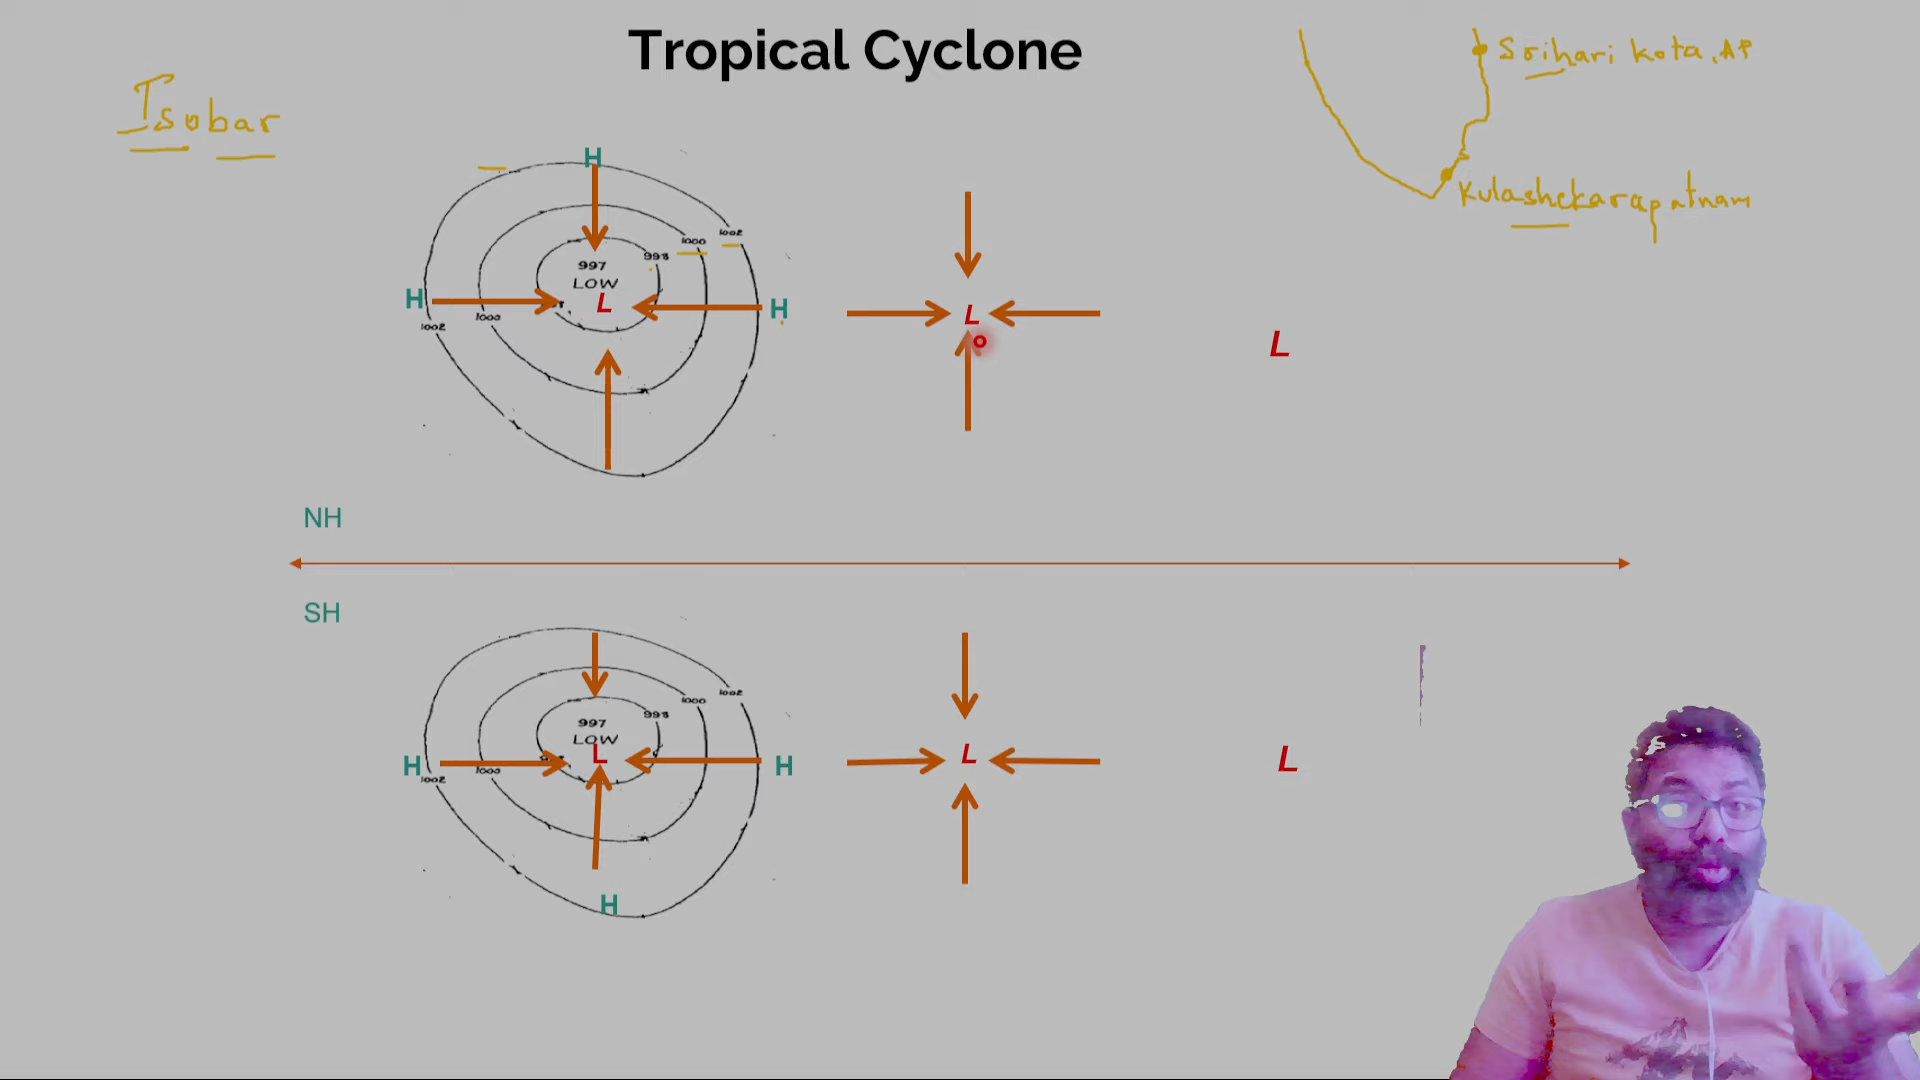 Tropical Cyclone
Srihari kota, AP
Isobar
Kulashekarapatnam
H
1002
1000
998
997
LOW
L
H
H
1000
1002
L
L
NH
SH
1002
1000
998
997
LOW
L
H
H
1000
1002
H
L
L